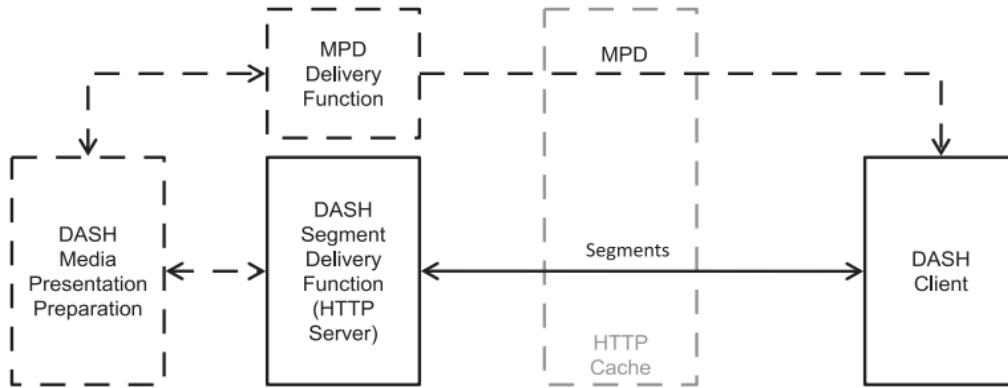 MPD
Delivery
Function
MPD
DASH
Media
Presentation
Preparation
DASH
Segment
Delivery
Function
(HTTP
Server)
Segments
HTTP
Cache
DASH
Client